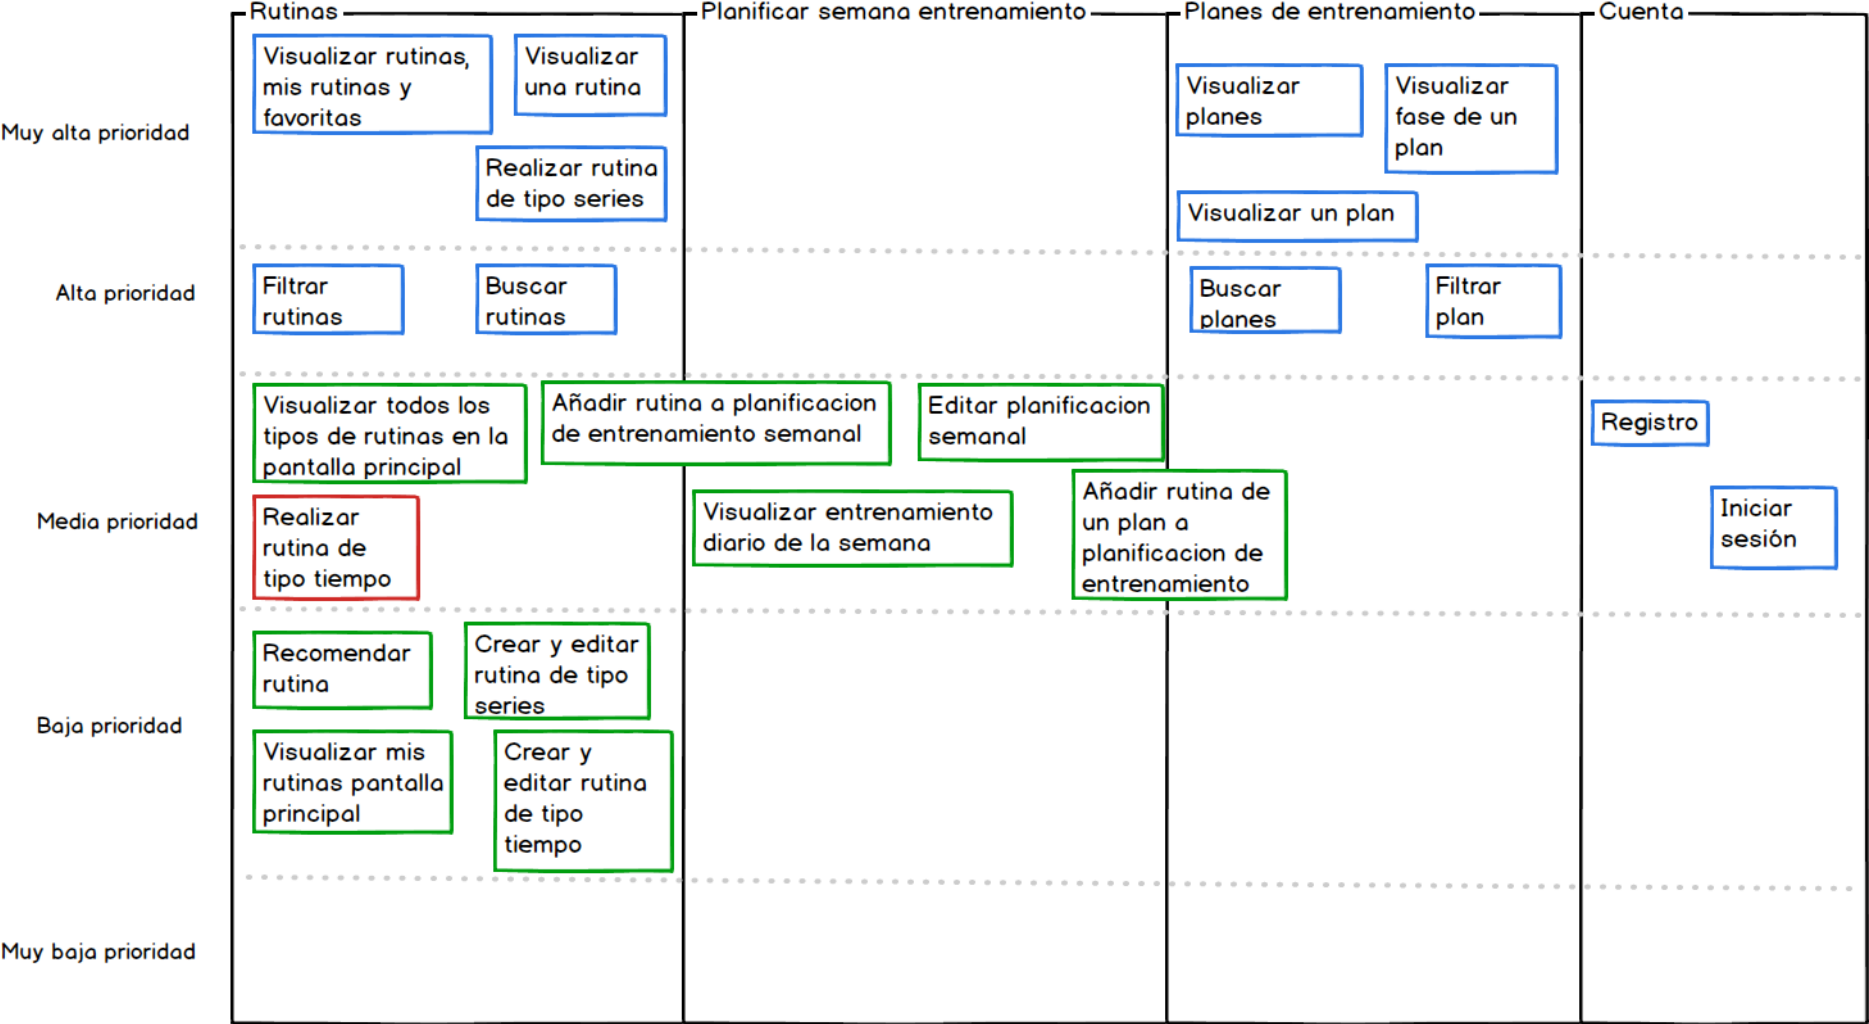 Rutinas
Planificar semana entrenamiento
Planes de entrenamiento
Cuenta
Muy alta prioridad
Visualizar rutinas,
mis rutinas y
favoritas
Visualizar
una rutina
Realizar rutina
de tipo series
Visualizar
planes
Visualizar
fase de un
plan
Visualizar un plan
Alta prioridad
Filtrar
rutinas
Buscar
rutinas
Buscar
planes
Filtrar
plan
Media prioridad
Visualizar todos los
tipos de rutinas en la
pantalla principal
Añadir rutina a planificacion
de entrenamiento semanal
Editar planificacion
semanal
Registro
Realizar
rutina de
tipo tiempo
Visualizar entrenamiento
diario de la semana
Añadir rutina de
un plan a
planificacion de
entrenamiento
Iniciar
sesión
Baja prioridad
Recomendar
rutina
Crear y editar
rutina de tipo
series
Visualizar mis
rutinas pantalla
principal
Crear y
editar rutina
de tipo
tiempo
Muy baja prioridad